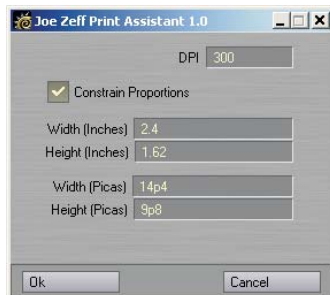 Joe Zeff Print Assistant 1.0
DPI 300
Constrain Proportions
Width (Inches) 2.4
Height (Inches) 1.62
Width (Picas) 14p4
Height (Picas) 9p8
Ok Cancel